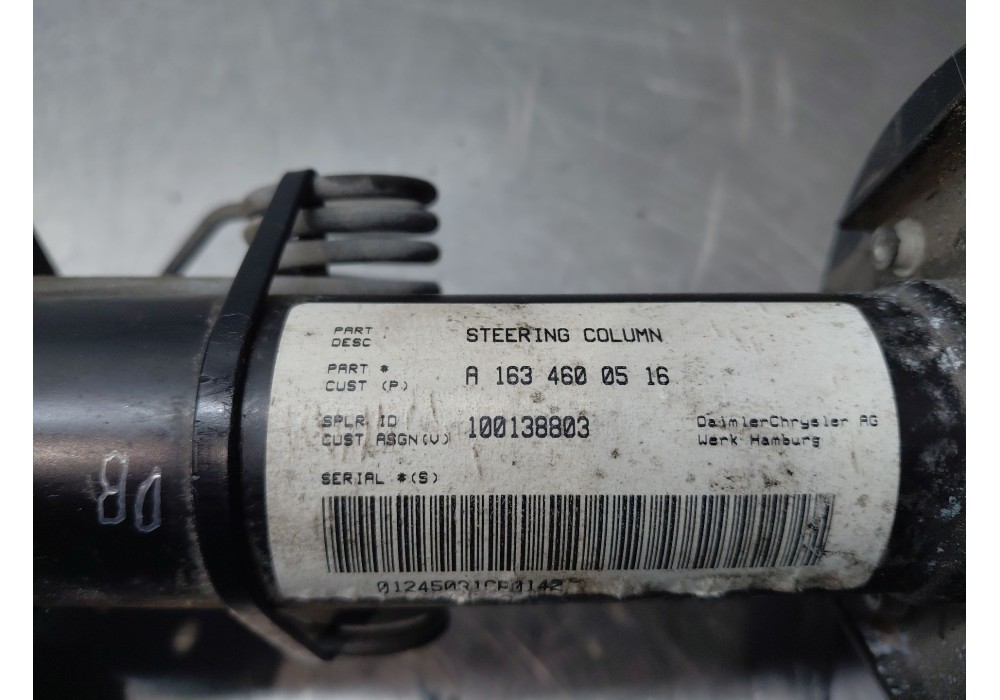 PART DESC STEERING COLUMN
PART # CUST (P) A 163 460 05 16
SPLR ID CUST ASGN(V) 100138803 DaimlerChrysler AG Werk Hamburg
SERIAL #(S)
DB